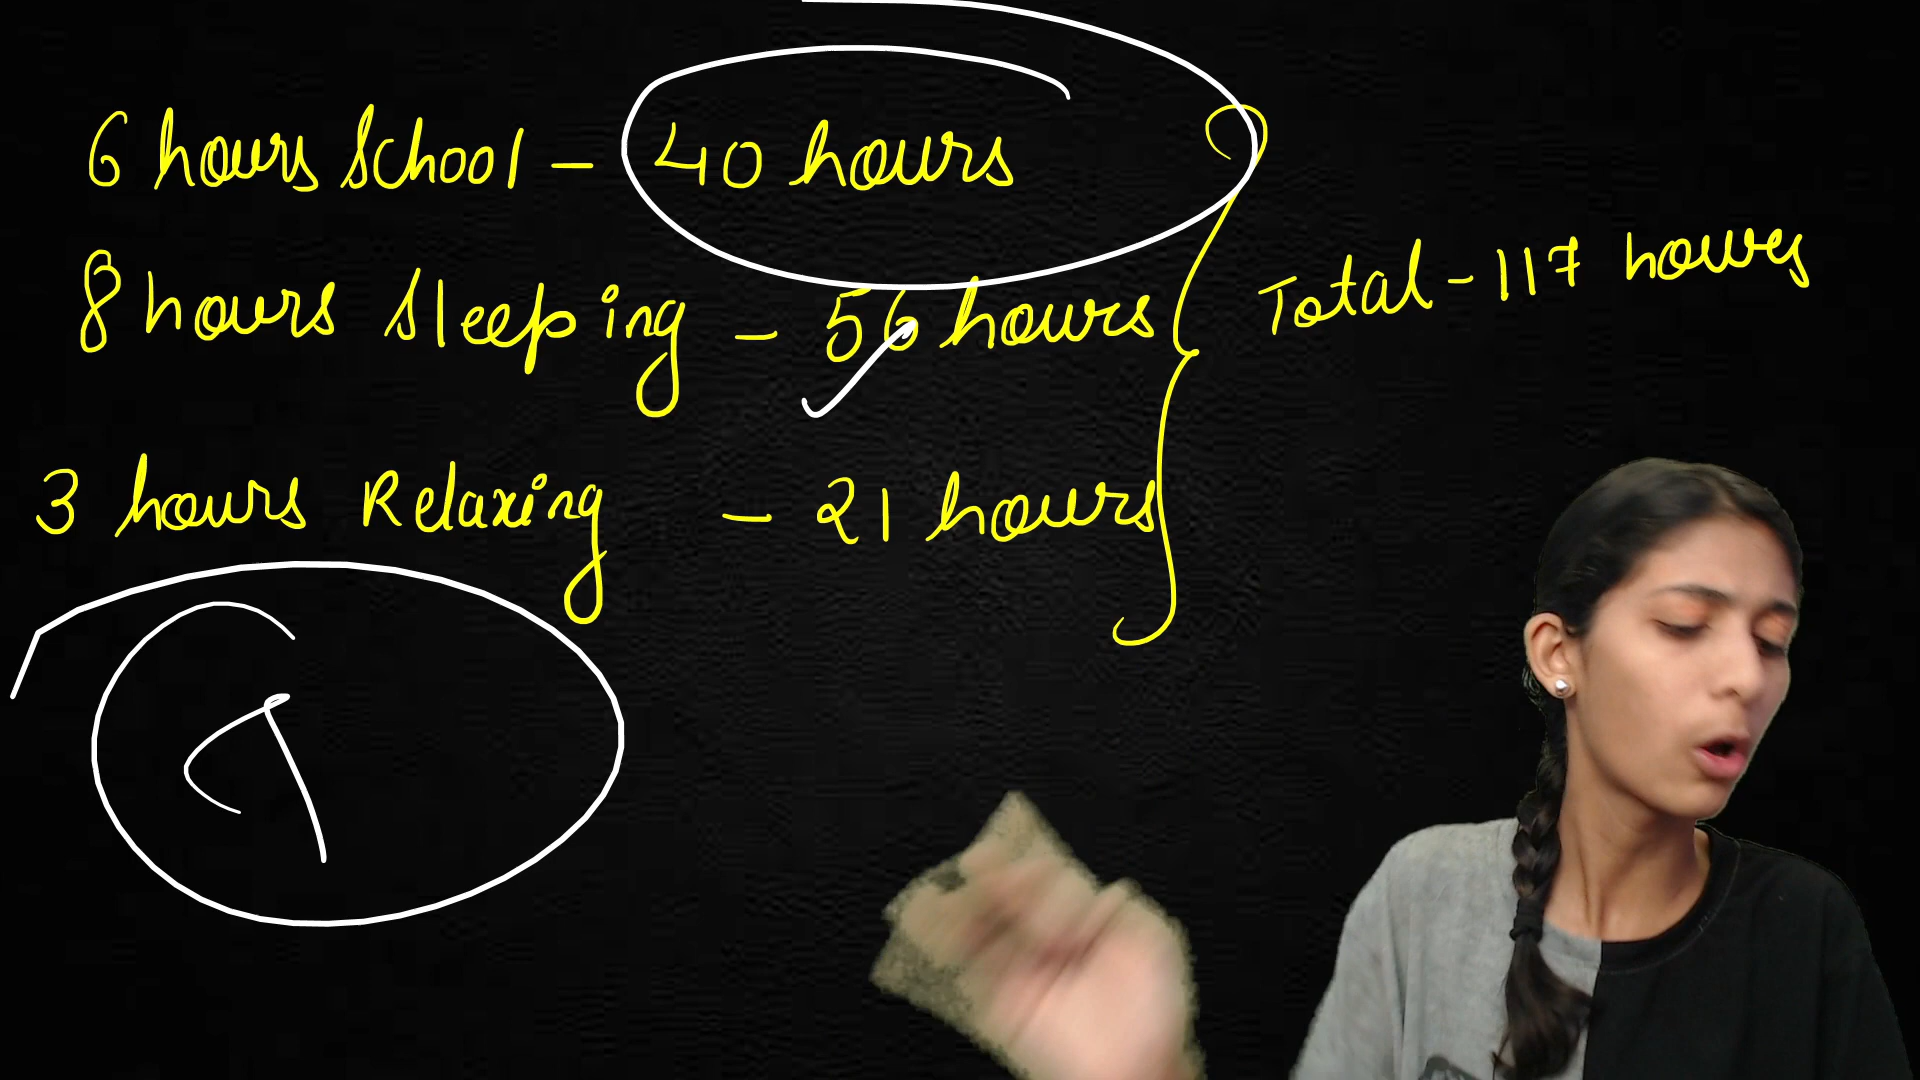 6 hours School - 40 hours
8 hours sleeping - 56 hours
Total - 117 hours
3 hours Relaxing - 21 hours